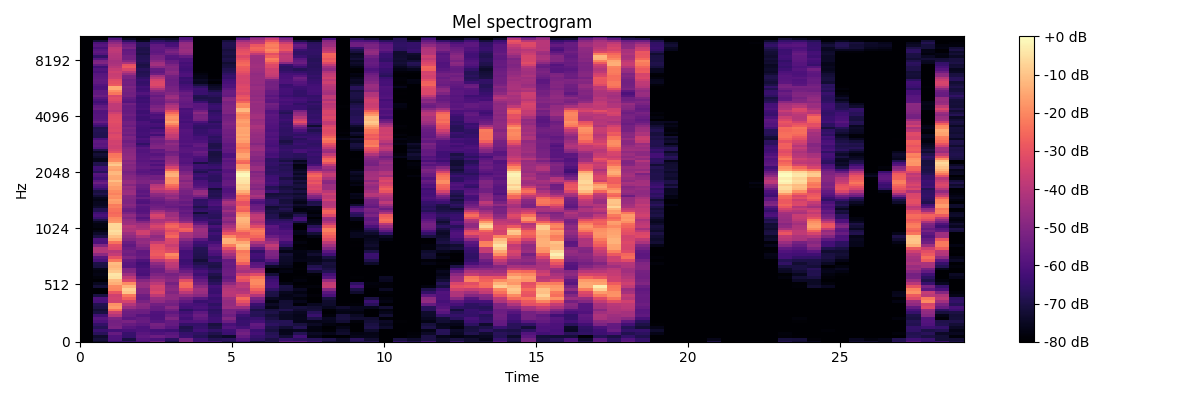 Mel spectrogram
8192
4096
2048
1024
512
0
Hz
0 5 10 15 20 25
Time
+0 dB
-10 dB
-20 dB
-30 dB
-40 dB
-50 dB
-60 dB
-70 dB
-80 dB